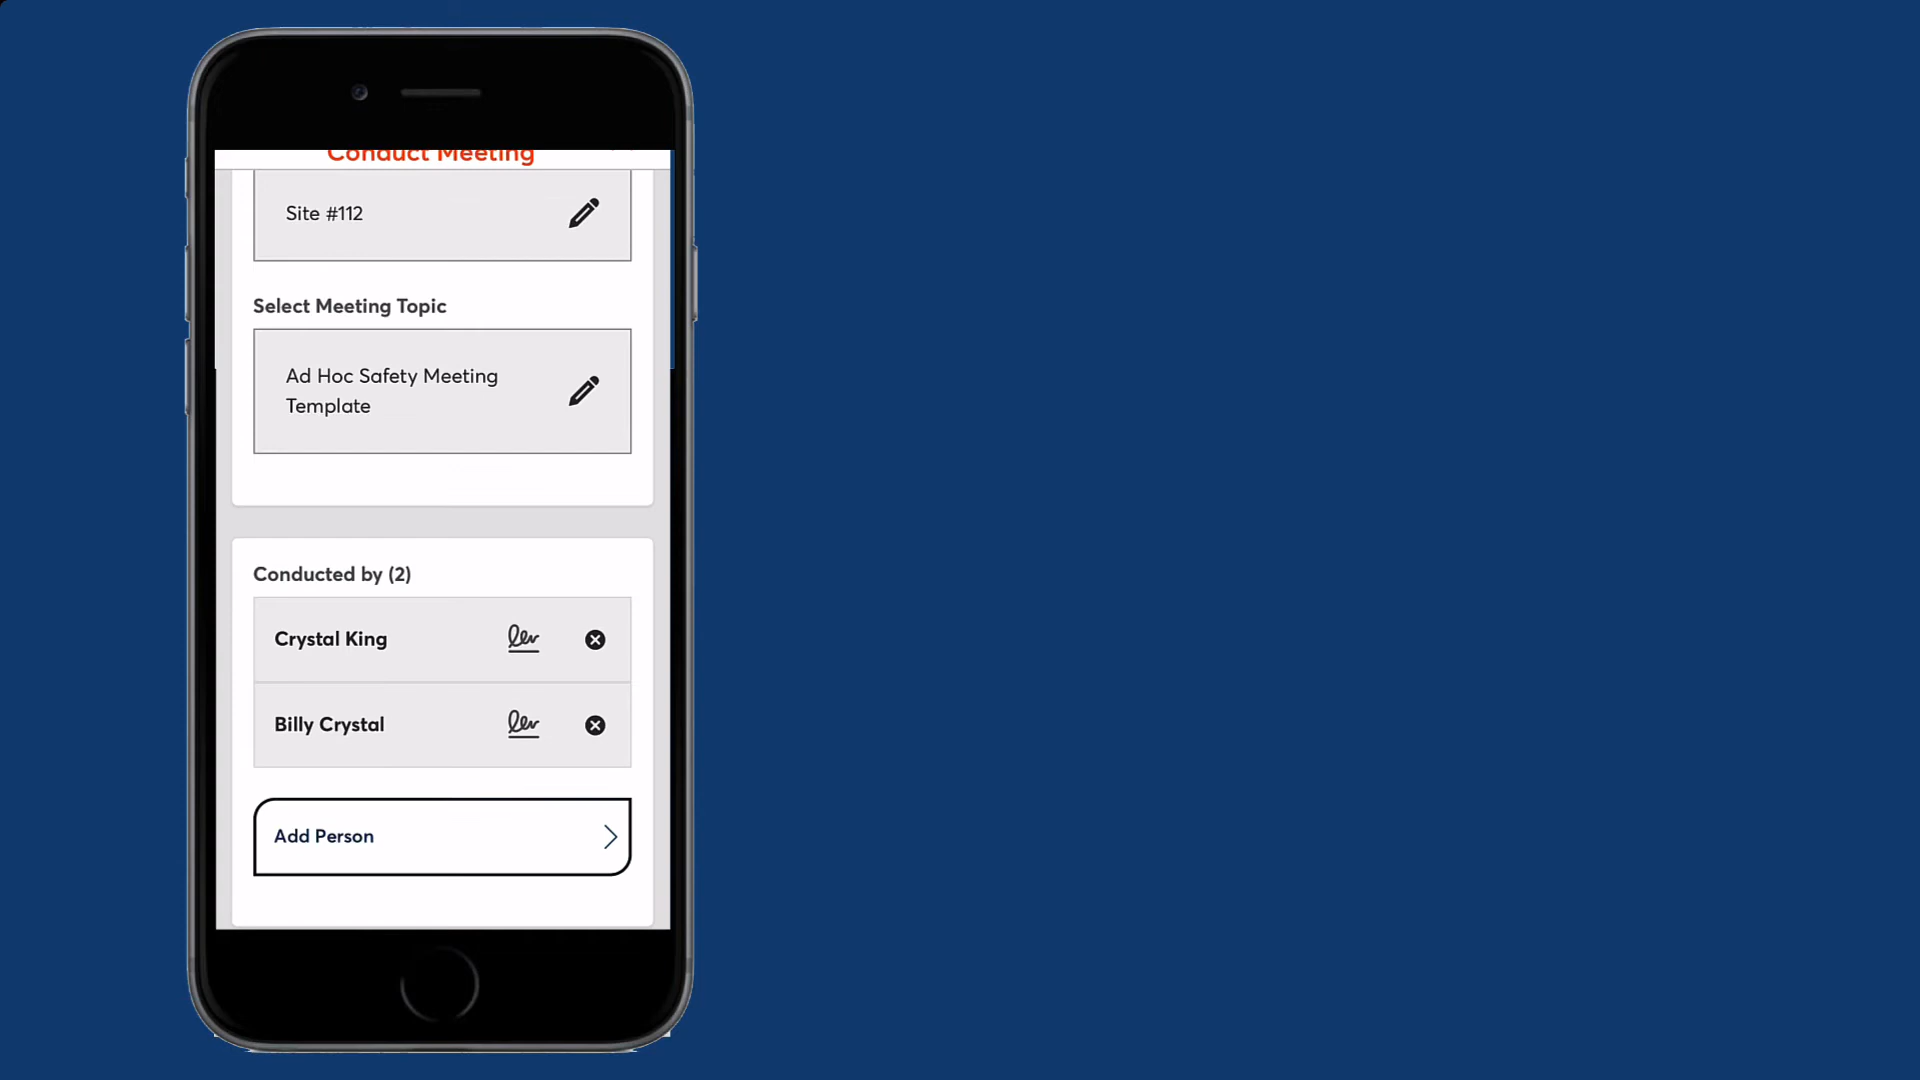 Conduct Meeting
Site #112
Select Meeting Topic
Ad Hoc Safety Meeting
Template
Conducted by (2)
Crystal King
Billy Crystal
Add Person